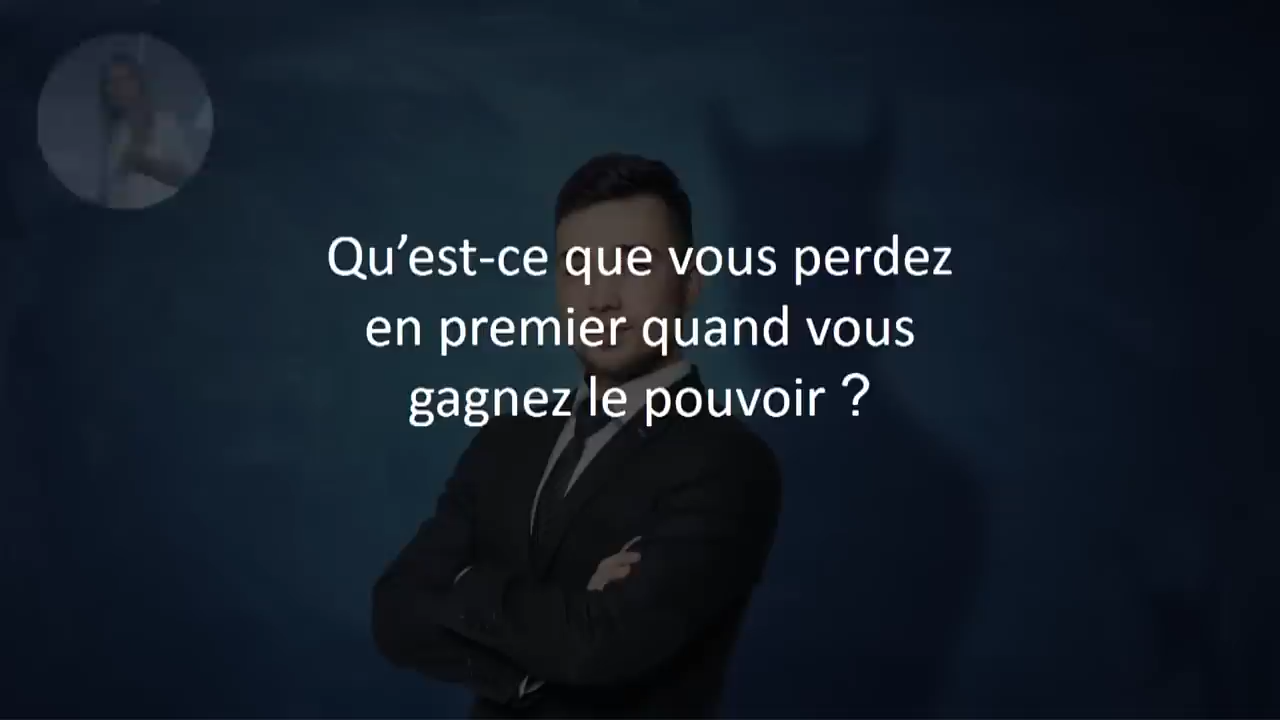 Qu’est-ce que vous perdez
en premier quand vous
gagnez le pouvoir ?